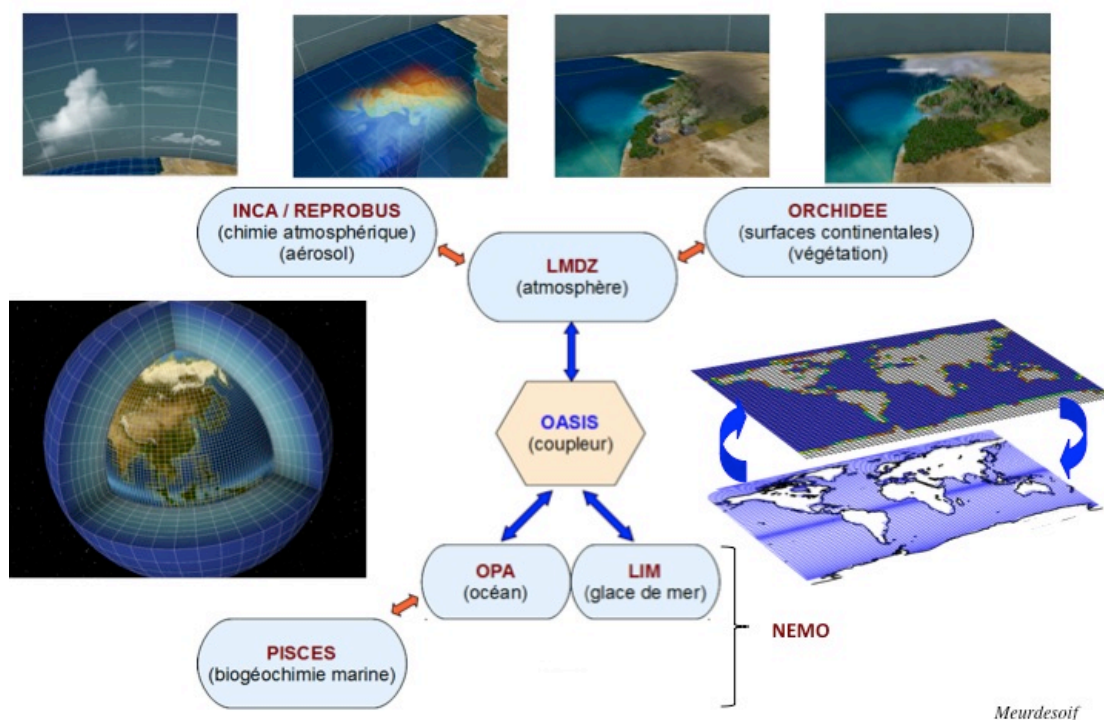 INCA / REPROBUS
(chimie atmosphérique)
(aérosol)
ORCHIDEE
(surfaces continentales)
(végétation)
LMDZ
(atmosphère)
OASIS
(coupleur)
OPA
(océan)
LIM
(glace de mer)
NEMO
PISCES
(biogéochimie marine)
Meurdesoif